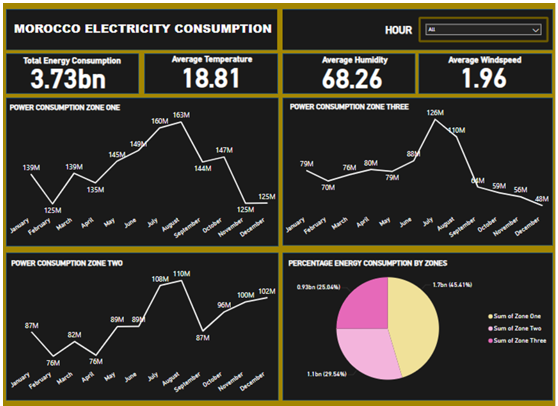 MOROCCO ELECTRICITY CONSUMPTION
HOUR
All
Total Energy Consumption
3.73bn
Average Temperature
18.81
Average Humidity
68.26
Average Windspeed
1.96
POWER CONSUMPTION ZONE ONE
139M
125M
139M
135M
145M
149M
160M
163M
144M
147M
125M
125M
January
February
March
April
May
June
July
August
September
October
November
December
POWER CONSUMPTION ZONE THREE
79M
70M
76M
80M
79M
88M
126M
110M
64M
59M
56M
48M
January
February
March
April
May
June
July
August
September
October
November
December
POWER CONSUMPTION ZONE TWO
87M
76M
82M
76M
89M
89M
108M
110M
87M
96M
100M
102M
January
February
March
April
May
June
July
August
September
October
November
December
PERCENTAGE ENERGY CONSUMPTION BY ZONES
0.93bn (25.04%)
1.7bn (45.41%)
1.1bn (29.54%)
Sum of Zone One
Sum of Zone Two
Sum of Zone Three